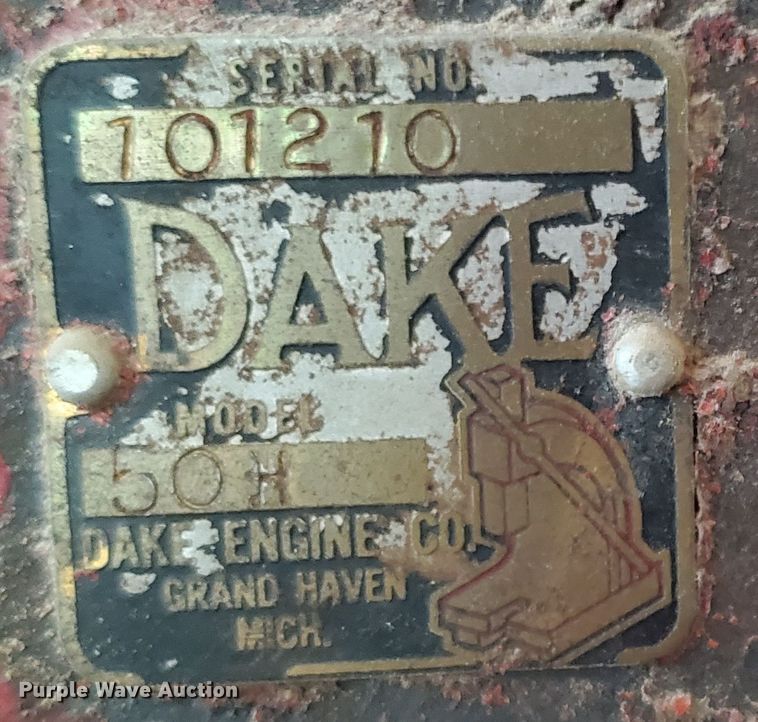 SERIAL NO.
101210
DAKE
MODEL
50H
DAKE ENGINE CO.
GRAND HAVEN
MICH.
Purple Wave Auction